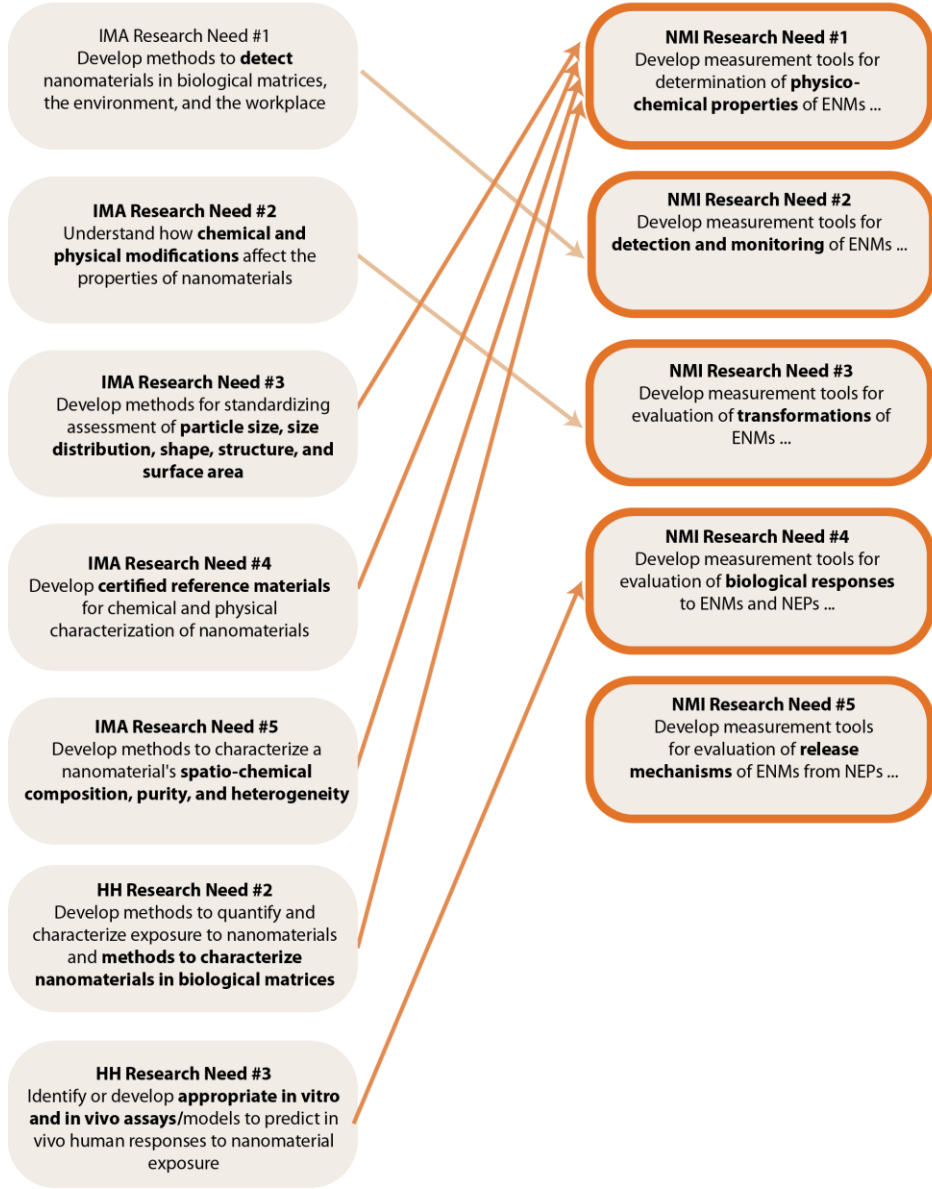 IMA Research Need #1
Develop methods to detect
nanomaterials in biological matrices,
the environment, and the workplace
IMA Research Need #2
Understand how chemical and
physical modifications affect the
properties of nanomaterials
IMA Research Need #3
Develop methods for standardizing
assessment of particle size, size
distribution, shape, structure, and
surface area
IMA Research Need #4
Develop certified reference materials
for chemical and physical
characterization of nanomaterials
IMA Research Need #5
Develop methods to characterize a
nanomaterial's spatio-chemical
composition, purity, and heterogeneity
HH Research Need #2
Develop methods to quantify and
characterize exposure to nanomaterials
and methods to characterize
nanomaterials in biological matrices
HH Research Need #3
Identify or develop appropriate in vitro
and in vivo assays/models to predict in
vivo human responses to nanomaterial
exposure
NMI Research Need #1
Develop measurement tools for
determination of physico-
chemical properties of ENMs ...
NMI Research Need #2
Develop measurement tools for
detection and monitoring of ENMs ...
NMI Research Need #3
Develop measurement tools for
evaluation of transformations of
ENMs ...
NMI Research Need #4
Develop measurement tools for
evaluation of biological responses
to ENMs and NEPs ...
NMI Research Need #5
Develop measurement tools
for evaluation of release
mechanisms of ENMs from NEPs ...